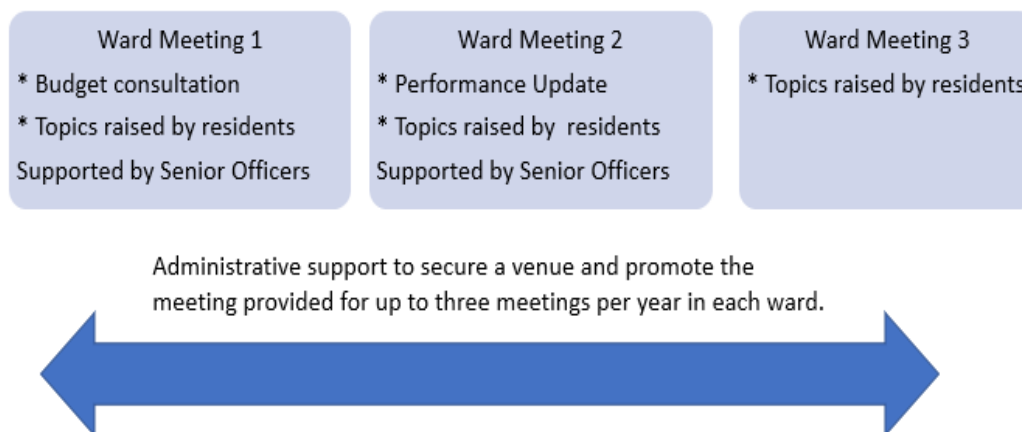 Ward Meeting 1
* Budget consultation
* Topics raised by residents
Supported by Senior Officers
Ward Meeting 2
* Performance Update
* Topics raised by  residents
Supported by Senior Officers
Ward Meeting 3
* Topics raised by residents
Administrative support to secure a venue and promote the
meeting provided for up to three meetings per year in each ward.